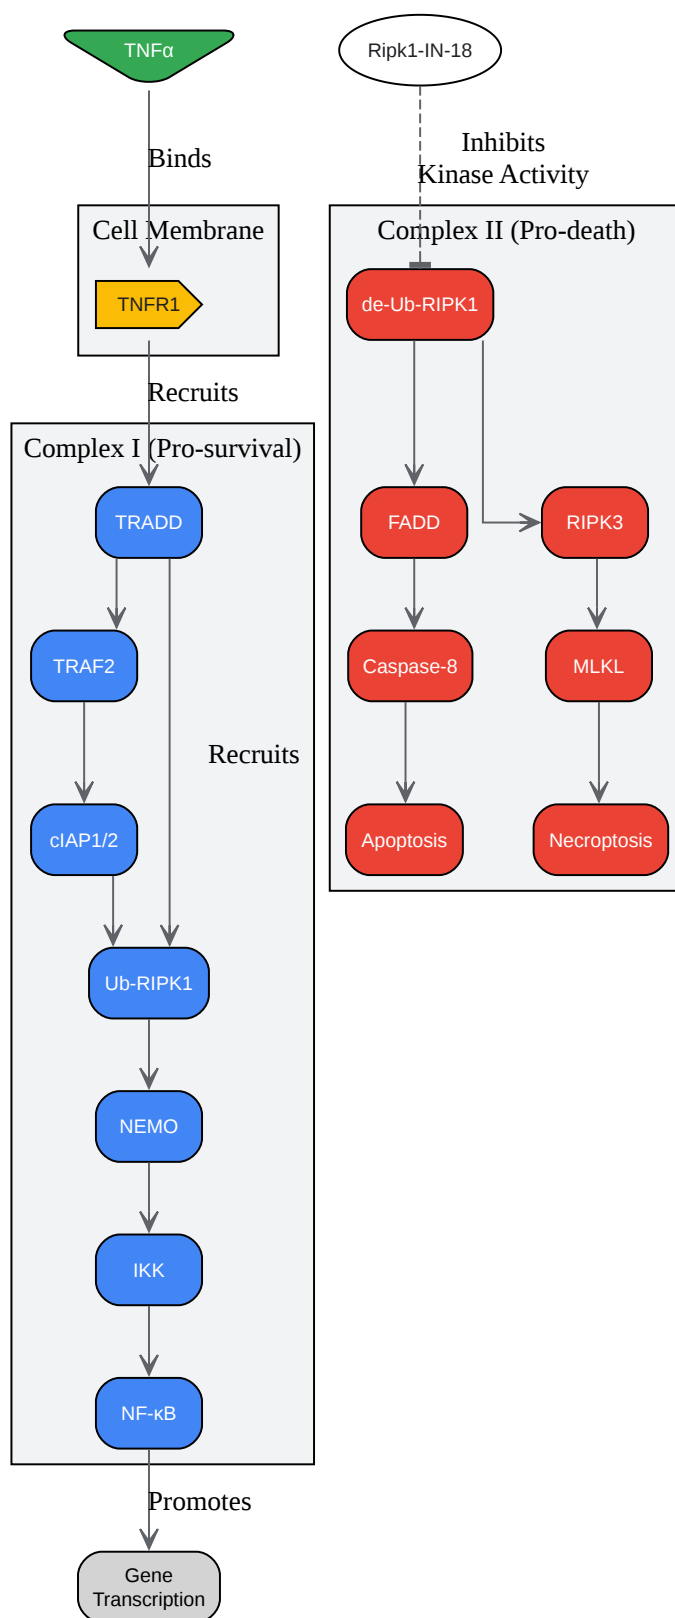 TNFα
Ripk1-IN-18
Binds
Inhibits
Kinase Activity
Cell Membrane
TNFR1
Recruits
Complex I (Pro-survival)
TRADD
TRAF2
Recruits
cIAP1/2
Ub-RIPK1
NEMO
IKK
NF-κB
Promotes
Gene
Transcription
Complex II (Pro-death)
de-Ub-RIPK1
FADD
RIPK3
Caspase-8
MLKL
Apoptosis
Necroptosis